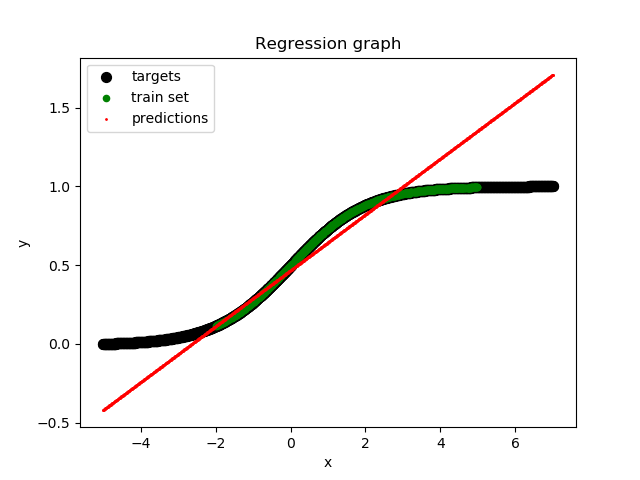 Regression graph
targets
train set
predictions
1.5
1.0
0.5
0.0
−0.5
y
−4 −2 0 2 4 6
x